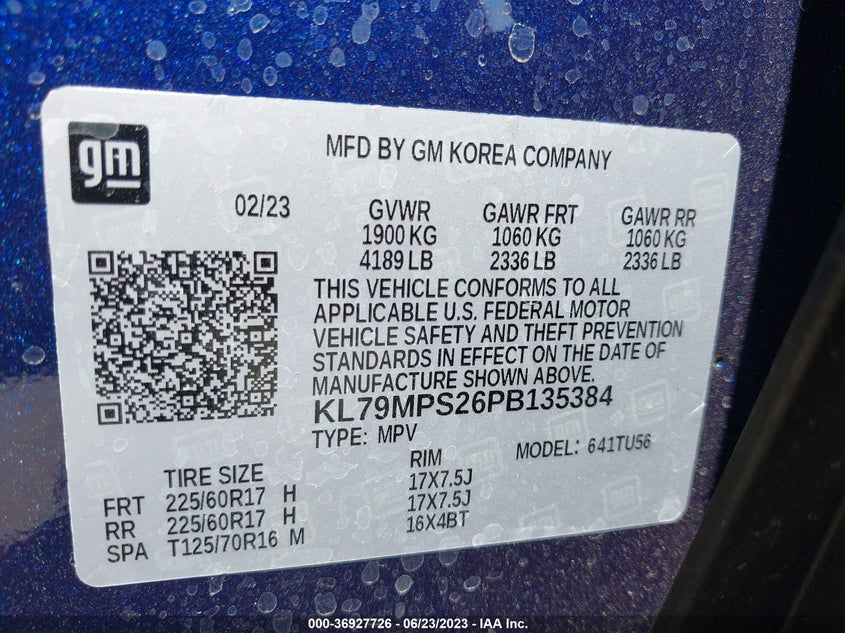 gm
MFD BY GM KOREA COMPANY
02/23 GVWR GAWR FRT GAWR RR
1900 KG 1060 KG 1060 KG
4189 LB 2336 LB 2336 LB
THIS VEHICLE CONFORMS TO ALL
APPLICABLE U.S. FEDERAL MOTOR
VEHICLE SAFETY AND THEFT PREVENTION
STANDARDS IN EFFECT ON THE DATE OF
MANUFACTURE SHOWN ABOVE.
KL79MPS26PB135384
TYPE: MPV MODEL: 641TU56
TIRE SIZE RIM
FRT 225/60R17 H 17X7.5J
RR 225/60R17 H 17X7.5J
SPA T125/70R16 M 16X4BT
000-36927726 - 06/23/2023 - IAA Inc.